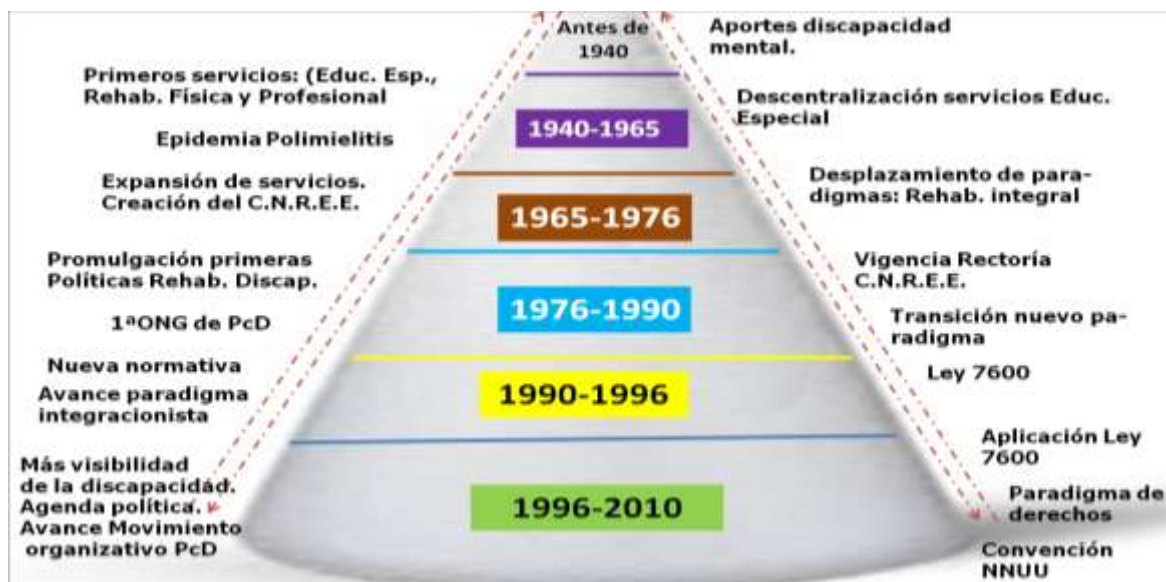 Antes de
1940
Aportes discapacidad
mental.
Primeros servicios: (Educ. Esp.,
Rehab. Física y Profesional
Epidemia Polimielitis
1940-1965
Descentralización servicios Educ.
Especial
Expansión de servicios.
Creación del C.N.R.E.E.
1965-1976
Desplazamiento de para-
digmas: Rehab. integral
Promulgación primeras
Políticas Rehab. Discap.
1ªONG de PcD
1976-1990
Vigencia Rectoría
C.N.R.E.E.
Transición nuevo pa-
radigma
Nueva normativa
Avance paradigma
integracionista
1990-1996
Ley 7600
Más visibilidad
de la discapacidad.
Agenda política.
Avance Movimiento
organizativo PcD
1996-2010
Aplicación Ley
7600
Paradigma de
derechos
Convención
NNUU